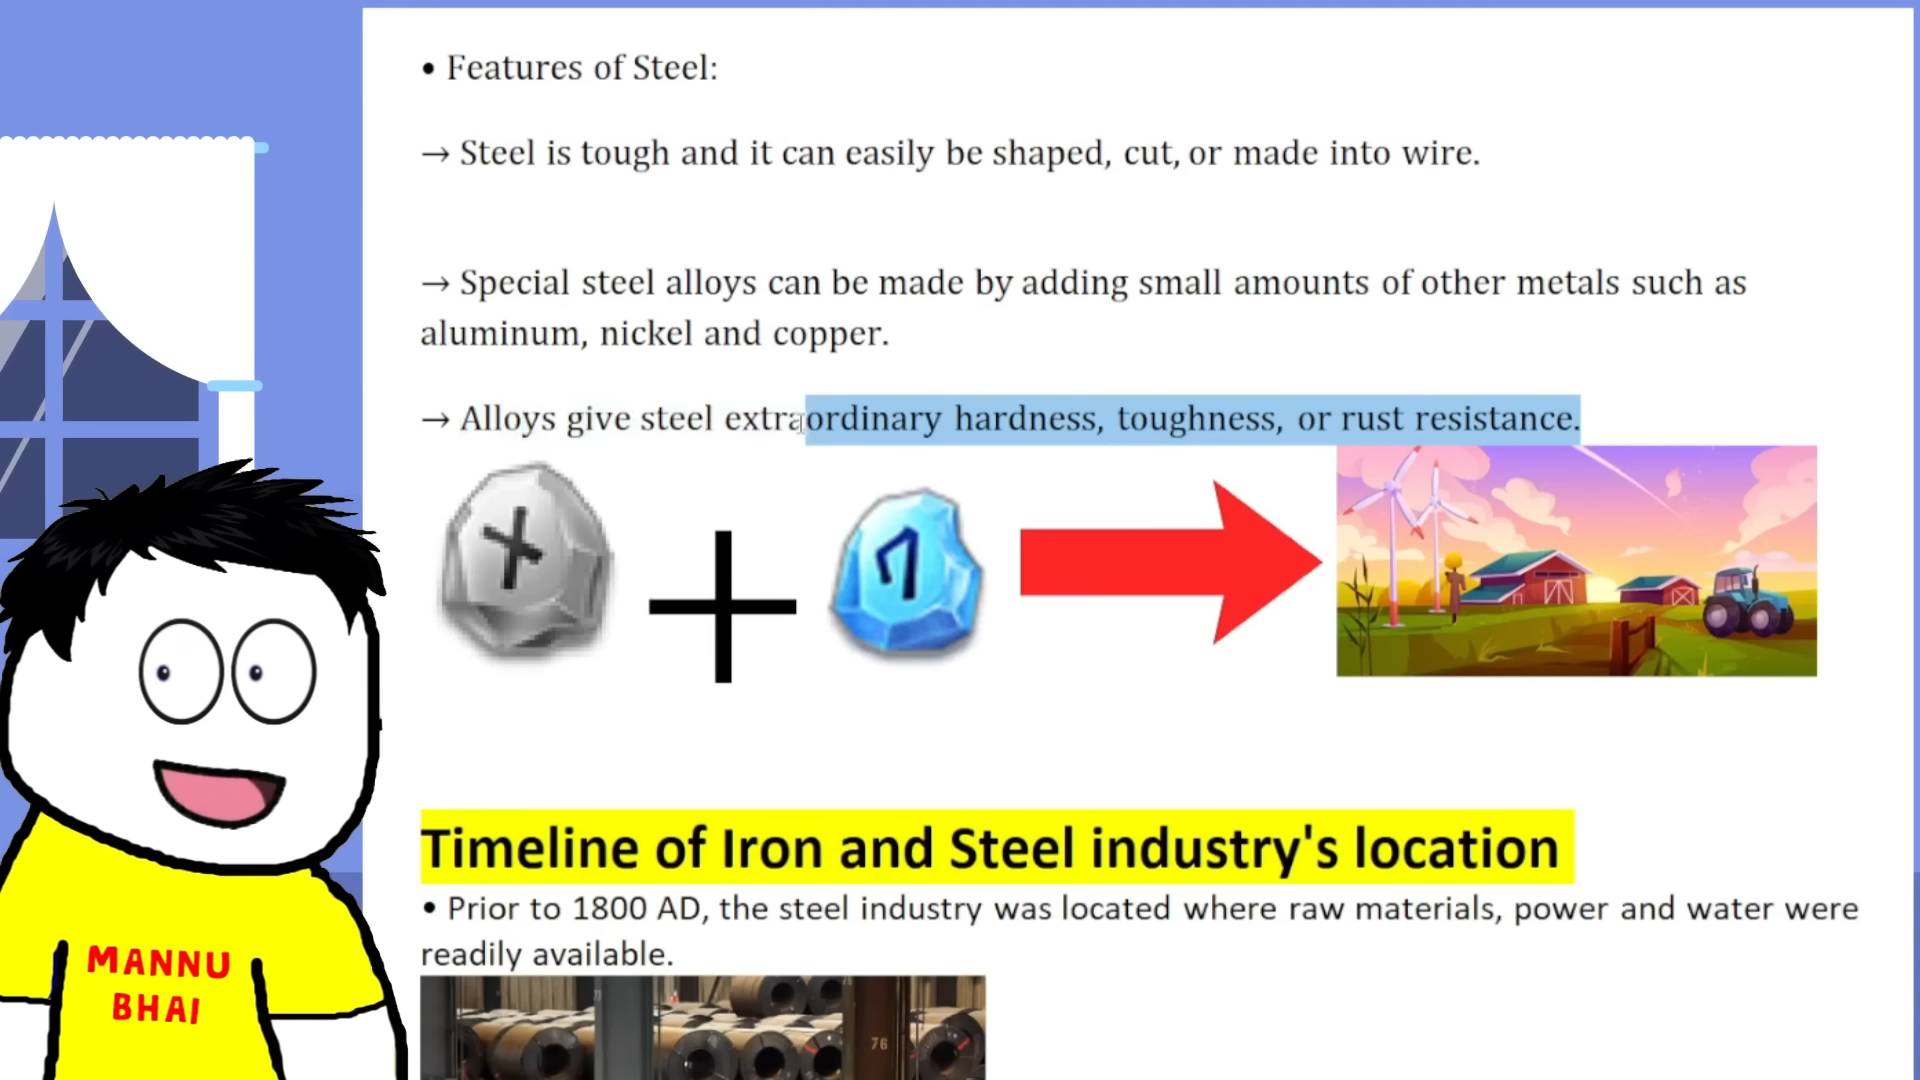 • Features of Steel:
→ Steel is tough and it can easily be shaped, cut, or made into wire.
→ Special steel alloys can be made by adding small amounts of other metals such as
aluminum, nickel and copper.
→ Alloys give steel extraordinary hardness, toughness, or rust resistance.
Timeline of Iron and Steel industry's location
• Prior to 1800 AD, the steel industry was located where raw materials, power and water were
readily available.
76
MANNU
BHAI